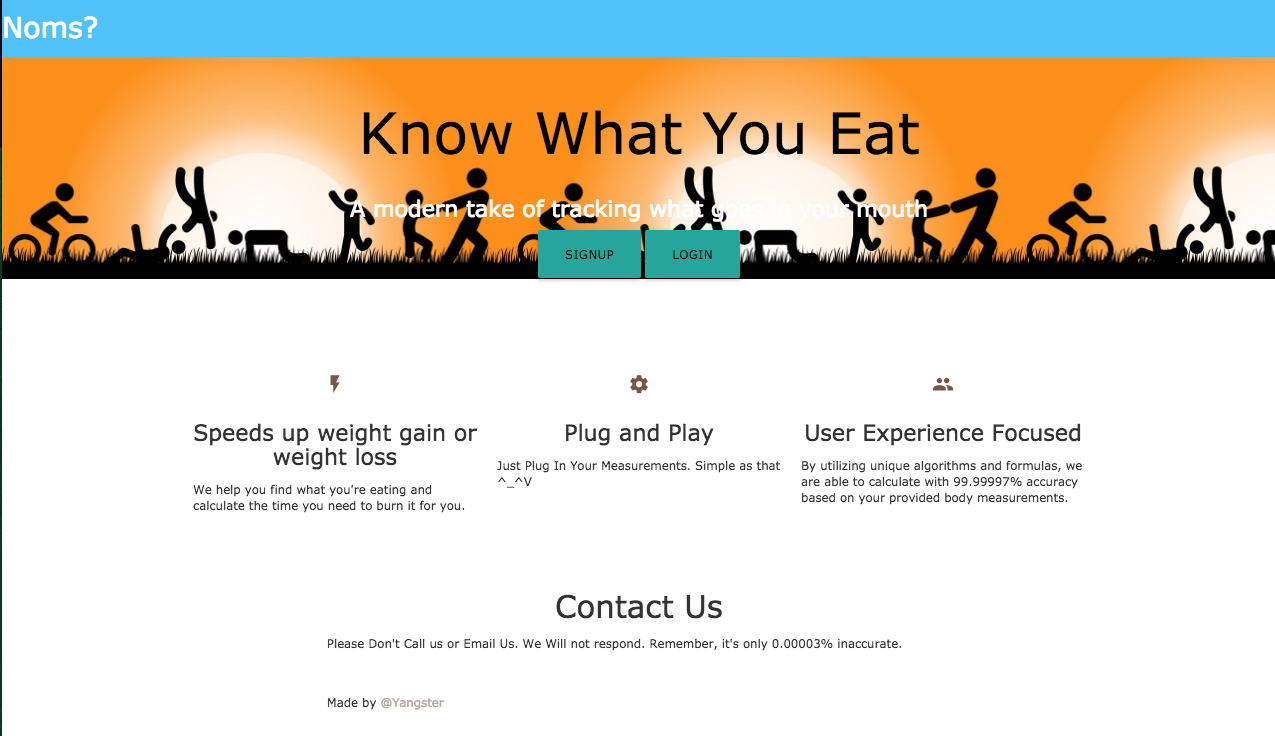 Noms?
Know What You Eat
A modern take of tracking what goes in your mouth
SIGNUP LOGIN
Speeds up weight gain or
weight loss
We help you find what you're eating and
calculate the time you need to burn it for you.
Plug and Play
Just Plug In Your Measurements. Simple as that
^_^V
User Experience Focused
By utilizing unique algorithms and formulas, we
are able to calculate with 99.99997% accuracy
based on your provided body measurements.
Contact Us
Please Don't Call us or Email Us. We Will not respond. Remember, it's only 0.00003% inaccurate.
Made by @Yangster